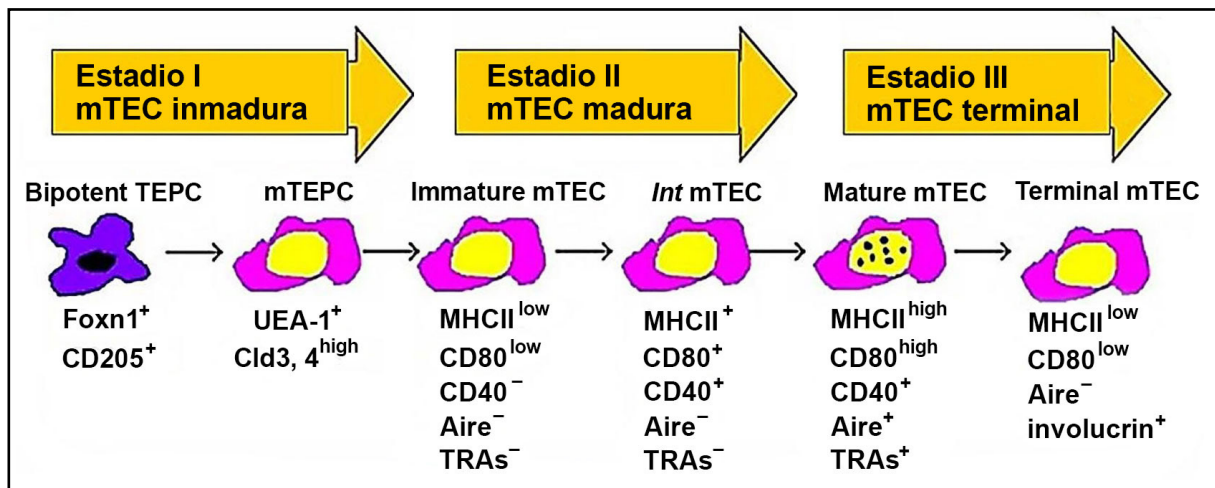 Estadio I
mTEC inmadura
Estadio II
mTEC madura
Estadio III
mTEC terminal
Bipotent TEPC
mTEPC
Immature mTEC
Int mTEC
Mature mTEC
Terminal mTEC
Foxn1+
CD205+
UEA-1+
Cld3, 4high
MHCIIlow
CD80low
CD40−
Aire−
TRAs−
MHCII+
CD80+
CD40+
Aire−
TRAs−
MHCIIhigh
CD80high
CD40+
Aire+
TRAs+
MHCIIlow
CD80low
Aire−
involucrin+